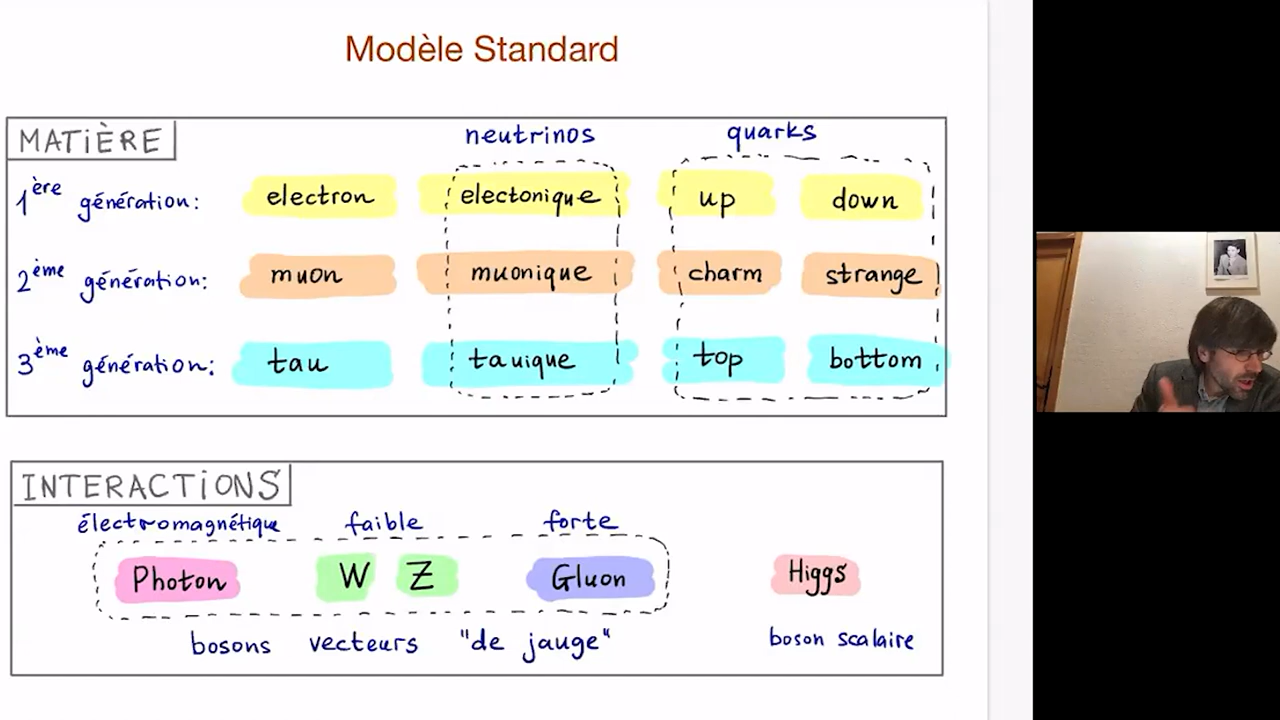 Modèle Standard
MATIÈRE
neutrinos quarks
1ère génération: electron electonique up down
2ème génération: muon muonique charm strange
3ème génération: tau tauique top bottom
INTERACTIONS
électromagnétique faible forte
Photon W Z Gluon Higgs
bosons vecteurs "de jauge" boson scalaire